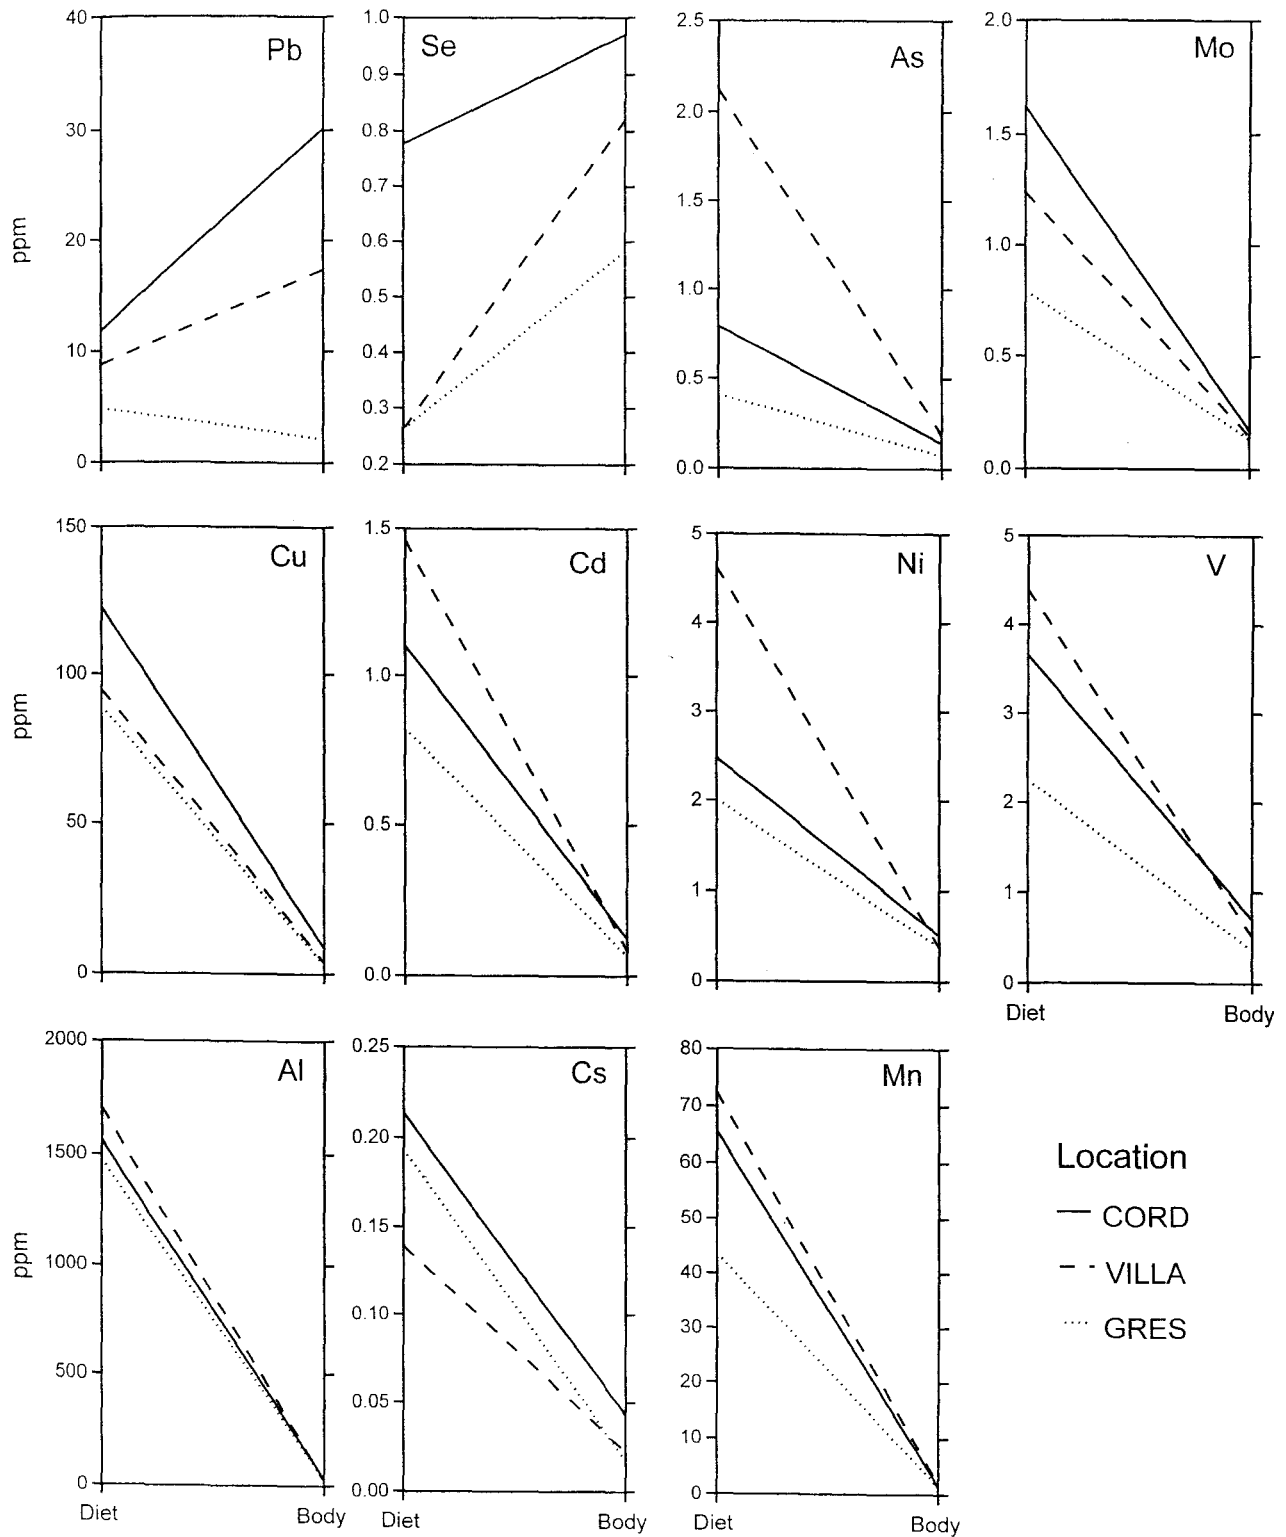 Pb
40
30
20
10
0
ppm
Se
1.0
0.9
0.8
0.7
0.6
0.5
0.4
0.3
0.2
As
2.5
2.0
1.5
1.0
0.5
0.0
Mo
2.0
1.5
1.0
0.5
0.0
Cu
150
100
50
0
ppm
Cd
1.5
1.0
0.5
0.0
Ni
5
4
3
2
1
0
V
5
4
3
2
1
0
Diet Body
Al
2000
1500
1000
500
0
ppm
Diet Body
Cs
0.25
0.20
0.15
0.10
0.05
0.00
Diet Body
Mn
80
70
60
50
40
30
20
10
0
Diet Body
Location
CORD
VILLA
GRES